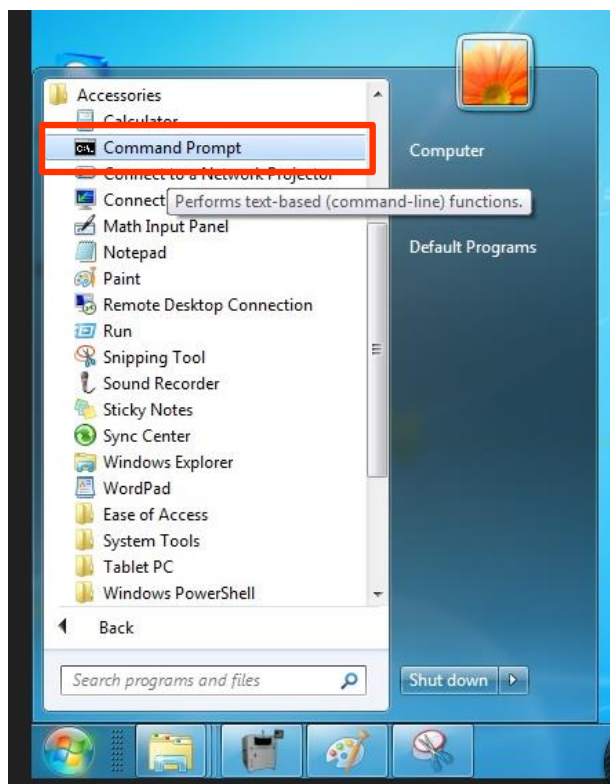 Accessories
Calculator
Command Prompt
Connect to a Network Projector
Connect
Performs text-based (command-line) functions.
Math Input Panel
Notepad
Paint
Remote Desktop Connection
Run
Snipping Tool
Sound Recorder
Sticky Notes
Sync Center
Windows Explorer
WordPad
Ease of Access
System Tools
Tablet PC
Windows PowerShell
Back
Search programs and files
Computer
Default Programs
Shut down